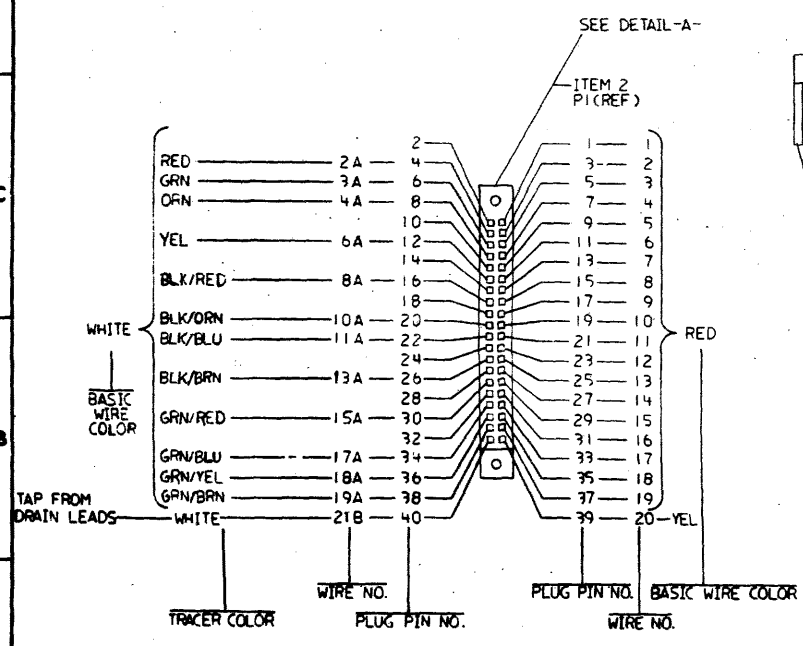 SEE DETAIL-A-
ITEM 2
P1(REF)
2 1 1
RED 2A 4 3 2
GRN 3A 6 5 3
ORN 4A 8 7 4
10 9 5
YEL 6A 12 11 6
14 13 7
BLK/RED 8A 16 15 8
18 17 9
BLK/ORN 10A 20 19 10
WHITE RED
BLK/BLU 11A 22 21 11
24 23 12
BLK/BRN 13A 26 25 13
BASIC
WIRE
COLOR
28 27 14
GRN/RED 15A 30 29 15
32 31 16
GRN/BLU 17A 34 33 17
GRN/YEL 18A 36 35 18
GRN/BRN 19A 38 37 19
TAP FROM
DRAIN LEADS WHITE 21B 40 39 20 YEL
WIRE NO. PLUG PIN NO. BASIC WIRE COLOR
TRACER COLOR PLUG PIN NO. WIRE NO.
C
B